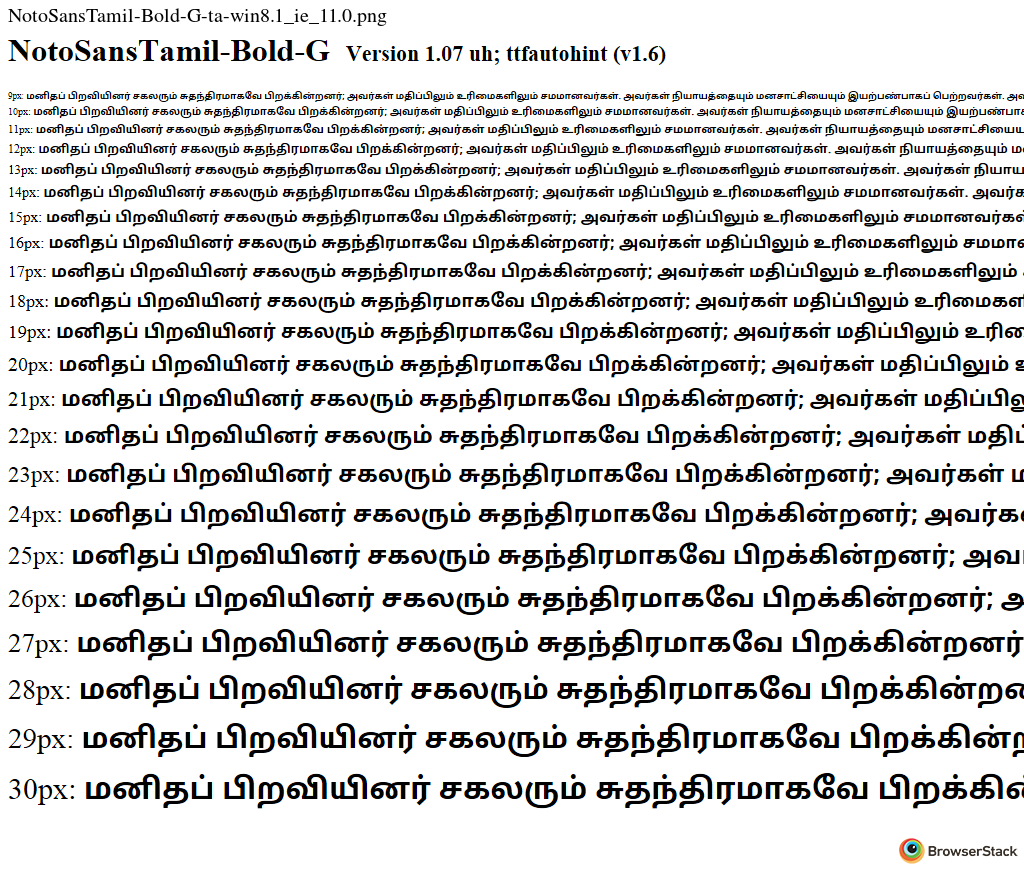 NotoSansTamil-Bold-G-ta-win8.1_ie_11.0.png
NotoSansTamil-Bold-G Version 1.07 uh; ttfautohint (v1.6)
9px: மனிதப் பிறவியினர் சகலரும் சுதந்திரமாகவே பிறக்கின்றனர்; அவர்கள் மதிப்பிலும் உரிமைகளிலும் சமமானவர்கள். அவர்கள் நியாயத்தையும் மனசாட்சியையும் இயற்பண்பாகப் பெற்றவர்கள்.
10px: மனிதப் பிறவியினர் சகலரும் சுதந்திரமாகவே பிறக்கின்றனர்; அவர்கள் மதிப்பிலும் உரிமைகளிலும் சமமானவர்கள். அவர்கள் நியாயத்தையும் மனசாட்சியையும்
11px: மனிதப் பிறவியினர் சகலரும் சுதந்திரமாகவே பிறக்கின்றனர்; அவர்கள் மதிப்பிலும் உரிமைகளிலும் சமமானவர்கள். அவர்கள் நியாயத்தையும்
12px: மனிதப் பிறவியினர் சகலரும் சுதந்திரமாகவே பிறக்கின்றனர்; அவர்கள் மதிப்பிலும் உரிமைகளிலும் சமமானவர்கள். அவர்கள் நியாயத்தையும்
13px: மனிதப் பிறவியினர் சகலரும் சுதந்திரமாகவே பிறக்கின்றனர்; அவர்கள் மதிப்பிலும் உரிமைகளிலும் சமமானவர்கள். அவர்கள்
14px: மனிதப் பிறவியினர் சகலரும் சுதந்திரமாகவே பிறக்கின்றனர்; அவர்கள் மதிப்பிலும் உரிமைகளிலும் சமமானவர்கள்.
15px: மனிதப் பிறவியினர் சகலரும் சுதந்திரமாகவே பிறக்கின்றனர்; அவர்கள் மதிப்பிலும் உரிமைகளிலும்
16px: மனிதப் பிறவியினர் சகலரும் சுதந்திரமாகவே பிறக்கின்றனர்; அவர்கள் மதிப்பிலும் உரிமைகளிலும்
17px: மனிதப் பிறவியினர் சகலரும் சுதந்திரமாகவே பிறக்கின்றனர்; அவர்கள் மதிப்பிலும் உரிமைகளிலும்
18px: மனிதப் பிறவியினர் சகலரும் சுதந்திரமாகவே பிறக்கின்றனர்; அவர்கள் மதிப்பிலும்
19px: மனிதப் பிறவியினர் சகலரும் சுதந்திரமாகவே பிறக்கின்றனர்; அவர்கள் மதிப்பிலும்
20px: மனிதப் பிறவியினர் சகலரும் சுதந்திரமாகவே பிறக்கின்றனர்; அவர்கள் மதிப்பிலும்
21px: மனிதப் பிறவியினர் சகலரும் சுதந்திரமாகவே பிறக்கின்றனர்; அவர்கள்
22px: மனிதப் பிறவியினர் சகலரும் சுதந்திரமாகவே பிறக்கின்றனர்; அவர்கள்
23px: மனிதப் பிறவியினர் சகலரும் சுதந்திரமாகவே பிறக்கின்றனர்; அவர்கள்
24px: மனிதப் பிறவியினர் சகலரும் சுதந்திரமாகவே பிறக்கின்றனர்;
25px: மனிதப் பிறவியினர் சகலரும் சுதந்திரமாகவே பிறக்கின்றனர்;
26px: மனிதப் பிறவியினர் சகலரும் சுதந்திரமாகவே பிறக்கின்றனர்;
27px: மனிதப் பிறவியினர் சகலரும் சுதந்திரமாகவே பிறக்கின்றனர்
28px: மனிதப் பிறவியினர் சகலரும் சுதந்திரமாகவே
29px: மனிதப் பிறவியினர் சகலரும் சுதந்திரமாகவே
30px: மனிதப் பிறவியினர் சகலரும் சுதந்திரமாகவே
BrowserStack